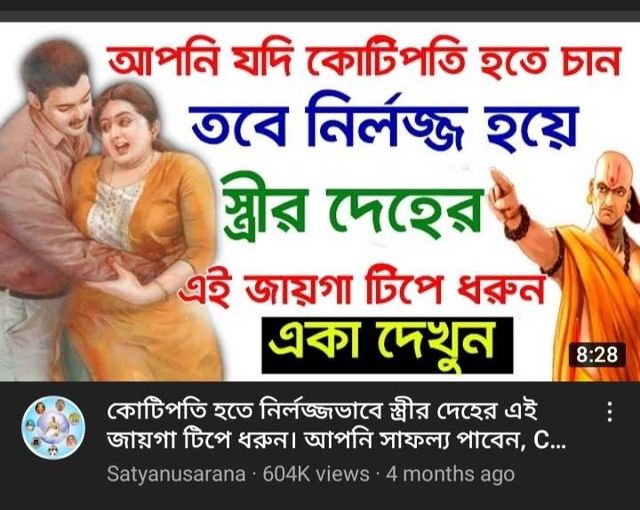 আপনি যদি কোটিপতি হতে চান
তবে নির্লজ্জ হয়ে
স্ত্রীর দেহের
এই জায়গা টিপে ধরুন
একা দেখুন
8:28
কোটিপতি হতে নির্লজ্জভাবে স্ত্রীর দেহের এই
জায়গা টিপে ধরুন। আপনি সাফল্য পাবেন, C...
Satyanusarana · 604K views · 4 months ago